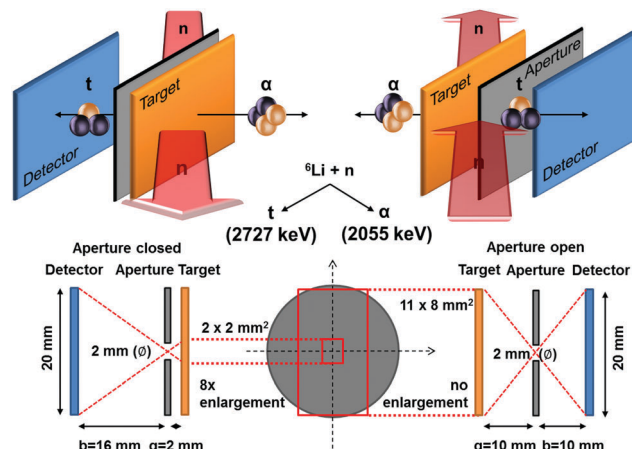 n
n
t
α
α
t
Aperture
Target
Target
Detector
Detector
n
n
⁶Li + n
t
α
(2727 keV)
(2055 keV)
Aperture closed
Aperture open
Detector
Aperture
Target
Target
Aperture
Detector
20 mm
2 mm (ø)
2 x 2 mm²
8x
enlargement
11 x 8 mm²
no
enlargement
2 mm (ø)
20 mm
b=16 mm
g=2 mm
g=10 mm
b=10 mm